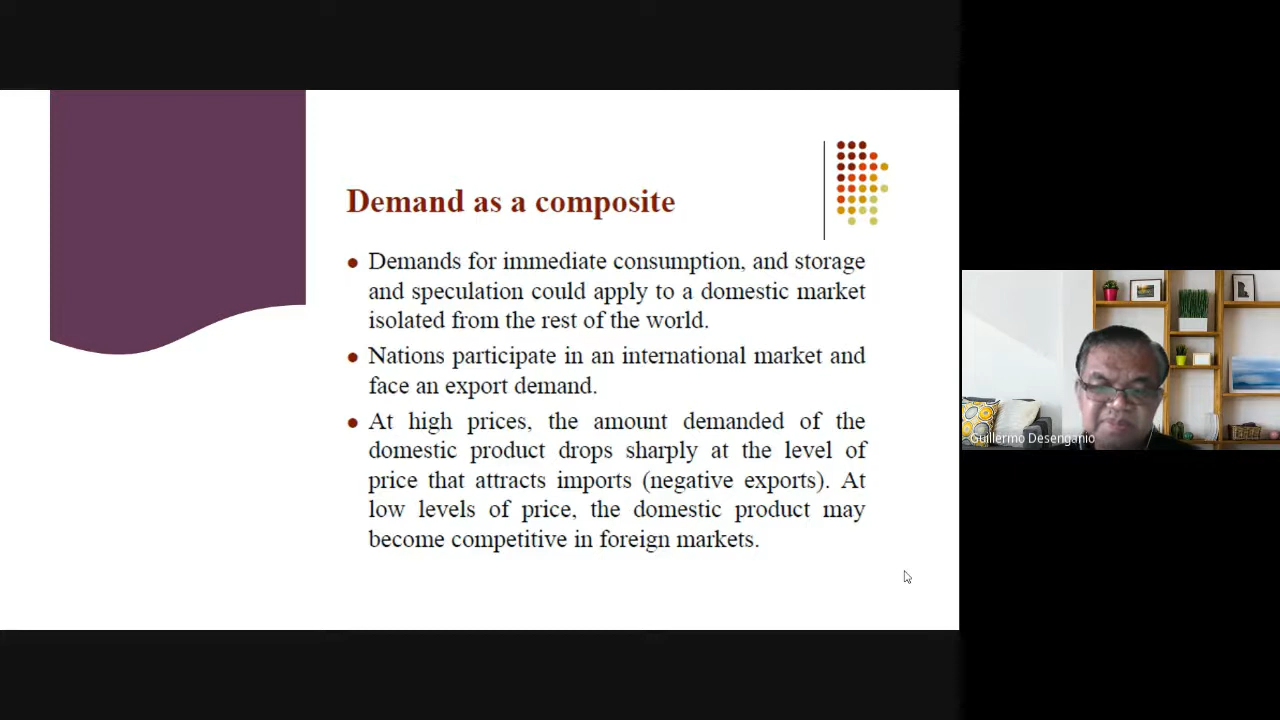 Demand as a composite
Demands for immediate consumption, and storage
and speculation could apply to a domestic market
isolated from the rest of the world.
Nations participate in an international market and
face an export demand.
At high prices, the amount demanded of the
domestic product drops sharply at the level of
price that attracts imports (negative exports). At
low levels of price, the domestic product may
become competitive in foreign markets.
Guillermo Desenganio